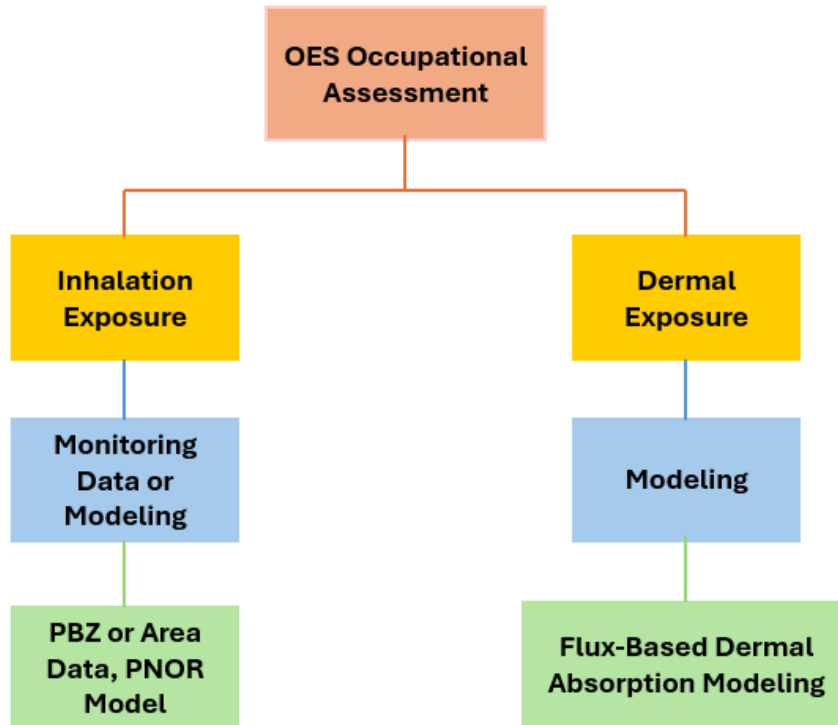 OES Occupational
Assessment
Inhalation
Exposure
Dermal
Exposure
Monitoring
Data or
Modeling
Modeling
PBZ or Area
Data, PNOR
Model
Flux-Based Dermal
Absorption Modeling